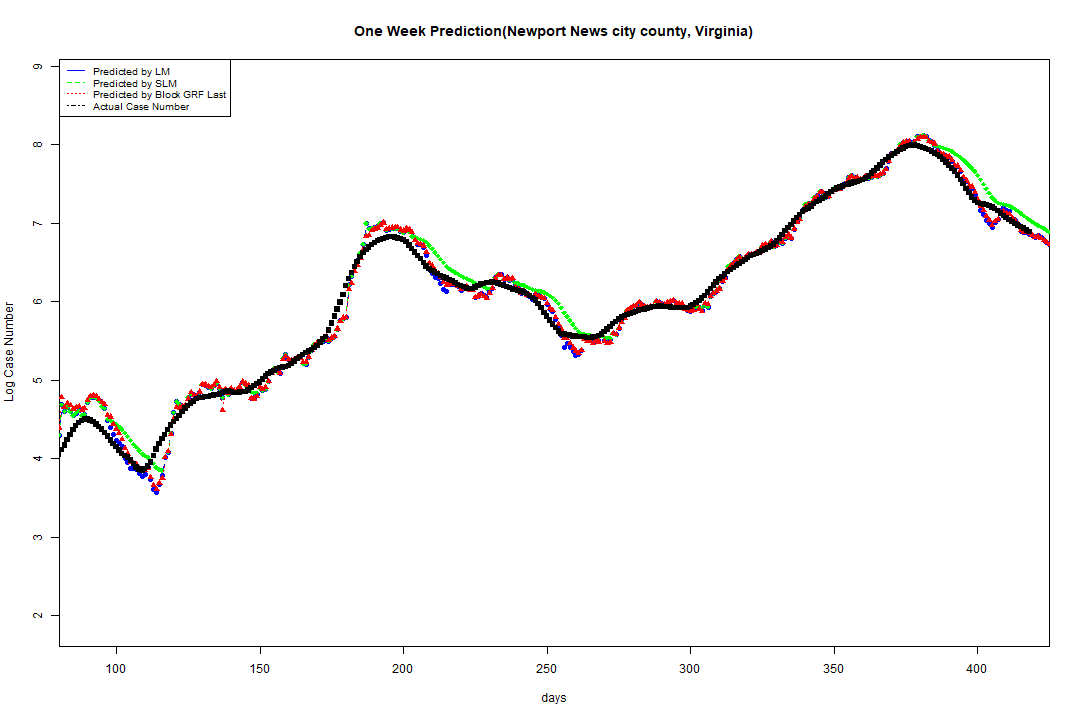 One Week Prediction(Newport News city county, Virginia)
Predicted by LM
Predicted by SLM
Predicted by Block GRF Last
Actual Case Number
9
8
7
6
5
4
3
2
Log Case Number
100 150 200 250 300 350 400
days